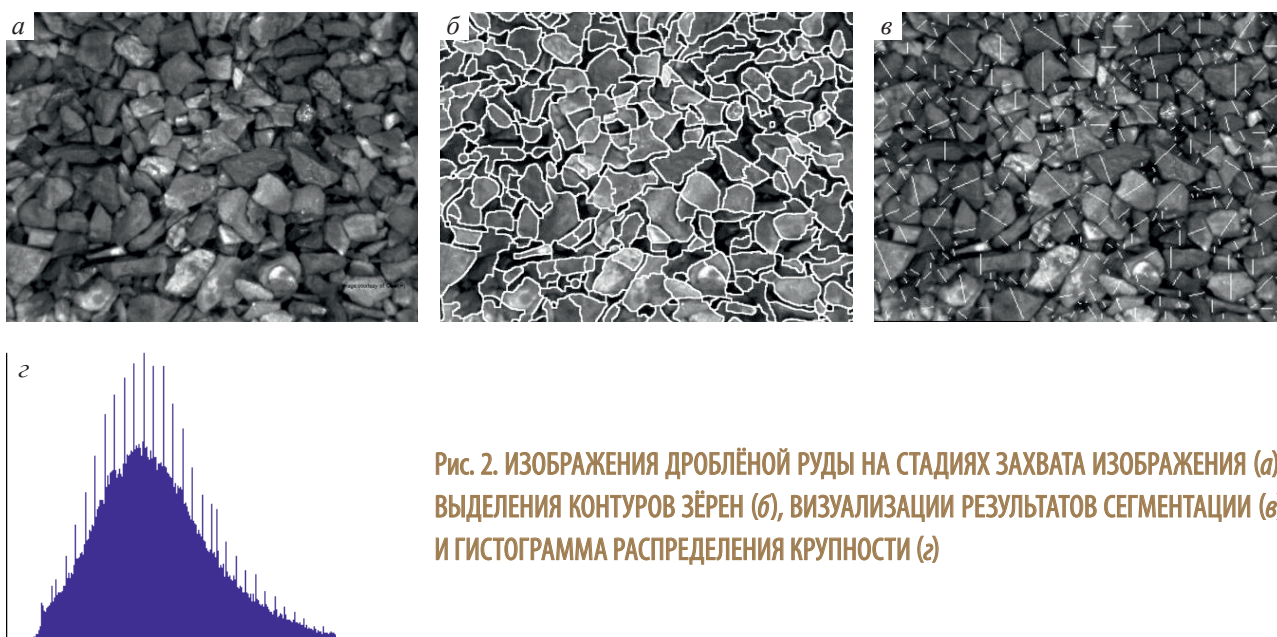 а
б
в
г
Рис. 2. ИЗОБРАЖЕНИЯ ДРОБЛЁНОЙ РУДЫ НА СТАДИЯХ ЗАХВАТА ИЗОБРАЖЕНИЯ (а)
ВЫДЕЛЕНИЯ КОНТУРОВ ЗЁРЕН (б), ВИЗУАЛИЗАЦИИ РЕЗУЛЬТАТОВ СЕГМЕНТАЦИИ (в
И ГИСТОГРАММА РАСПРЕДЕЛЕНИЯ КРУПНОСТИ (г)